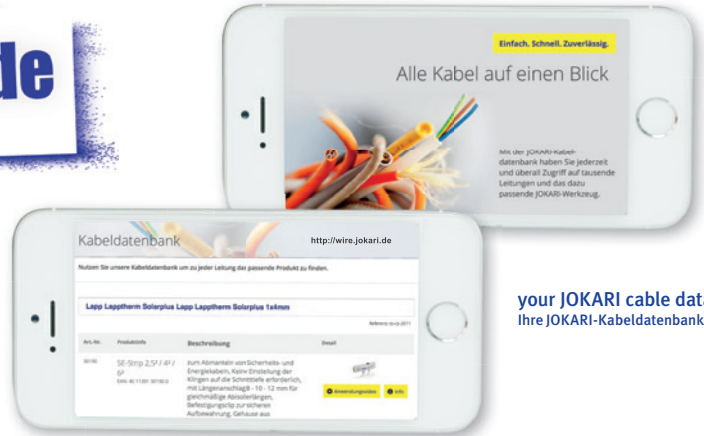 de
Einfach. Schnell. Zuverlässig.
Alle Kabel auf einen Blick
Mit der JOKARI-Kabel-
datenbank haben Sie jederzeit
und überall Zugriff auf tausende
Leitungen und das dazu
passende JOKARI-Werkzeug.
Kabeldatenbank
http://wire.jokari.de
Nutzen Sie unsere Kabeldatenbank um zu jeder Leitung das passende Produkt zu finden.
Lapp Lapptherm Solarplus Lapp Lapptherm Solarplus 1x4mm
Art.-No. Produktinfo Beschreibung Detail
30190 SE-Strip 2,5² / 4² /
6²
zum Abmanteln von Sicherheits- und
Energiekabeln, Keine Einstellung der
Klingen auf die Schnitttiefe erforderlich,
mit Längenanschlag8 - 10 - 12 mm für
gleichmäßige Abisolierlängen,
Befestigungsclip zur sicheren
Aufbewahrung, Gehäuse aus
Anwendungsvideo Info
your JOKARI cable data
Ihre JOKARI-Kabeldatenbank